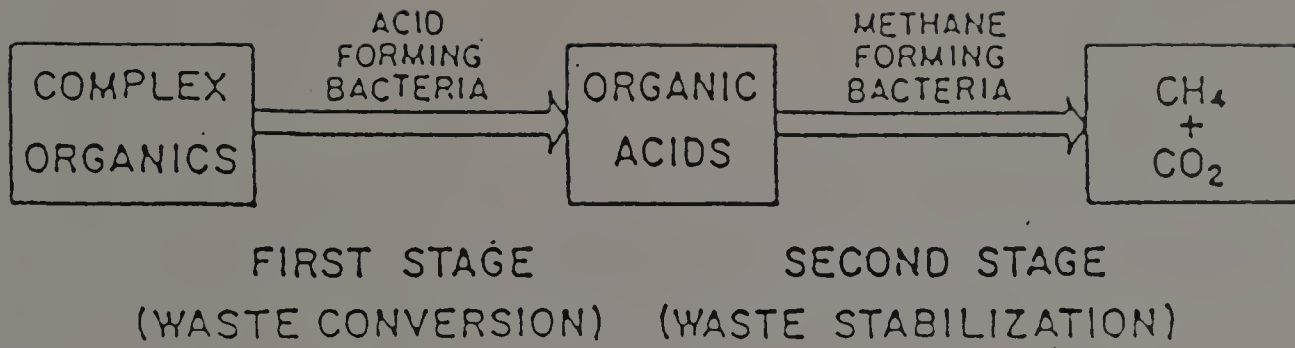 COMPLEX
ORGANICS
ACID
FORMING
BACTERIA
ORGANIC
ACIDS
METHANE
FORMING
BACTERIA
CH₄
+
CO₂
FIRST STAGE
(WASTE CONVERSION)
SECOND STAGE
(WASTE STABILIZATION)